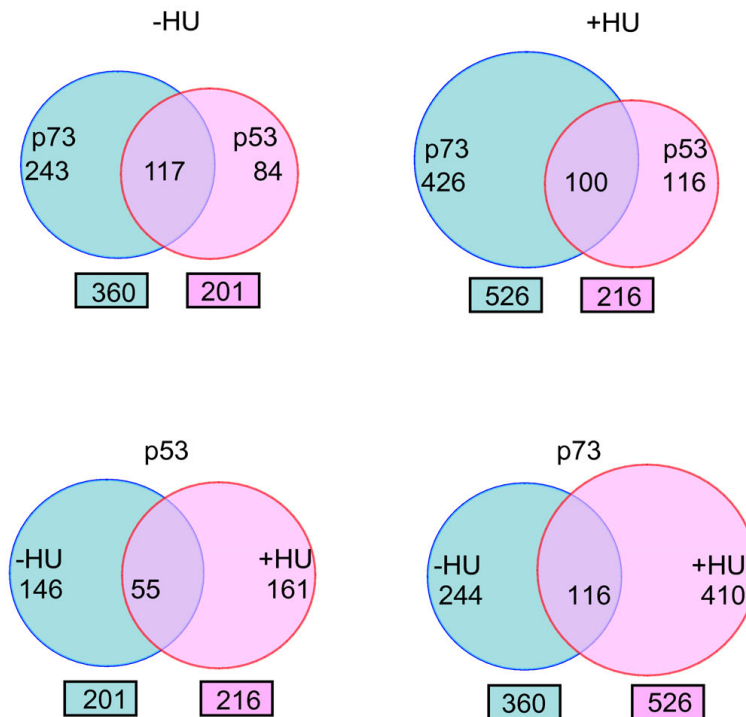 -HU
+HU
p73 p53
243 117 84
p73 p53
426 100 116
360 201
526 216
p53
p73
-HU +HU
146 55 161
-HU +HU
244 116 410
201 216
360 526